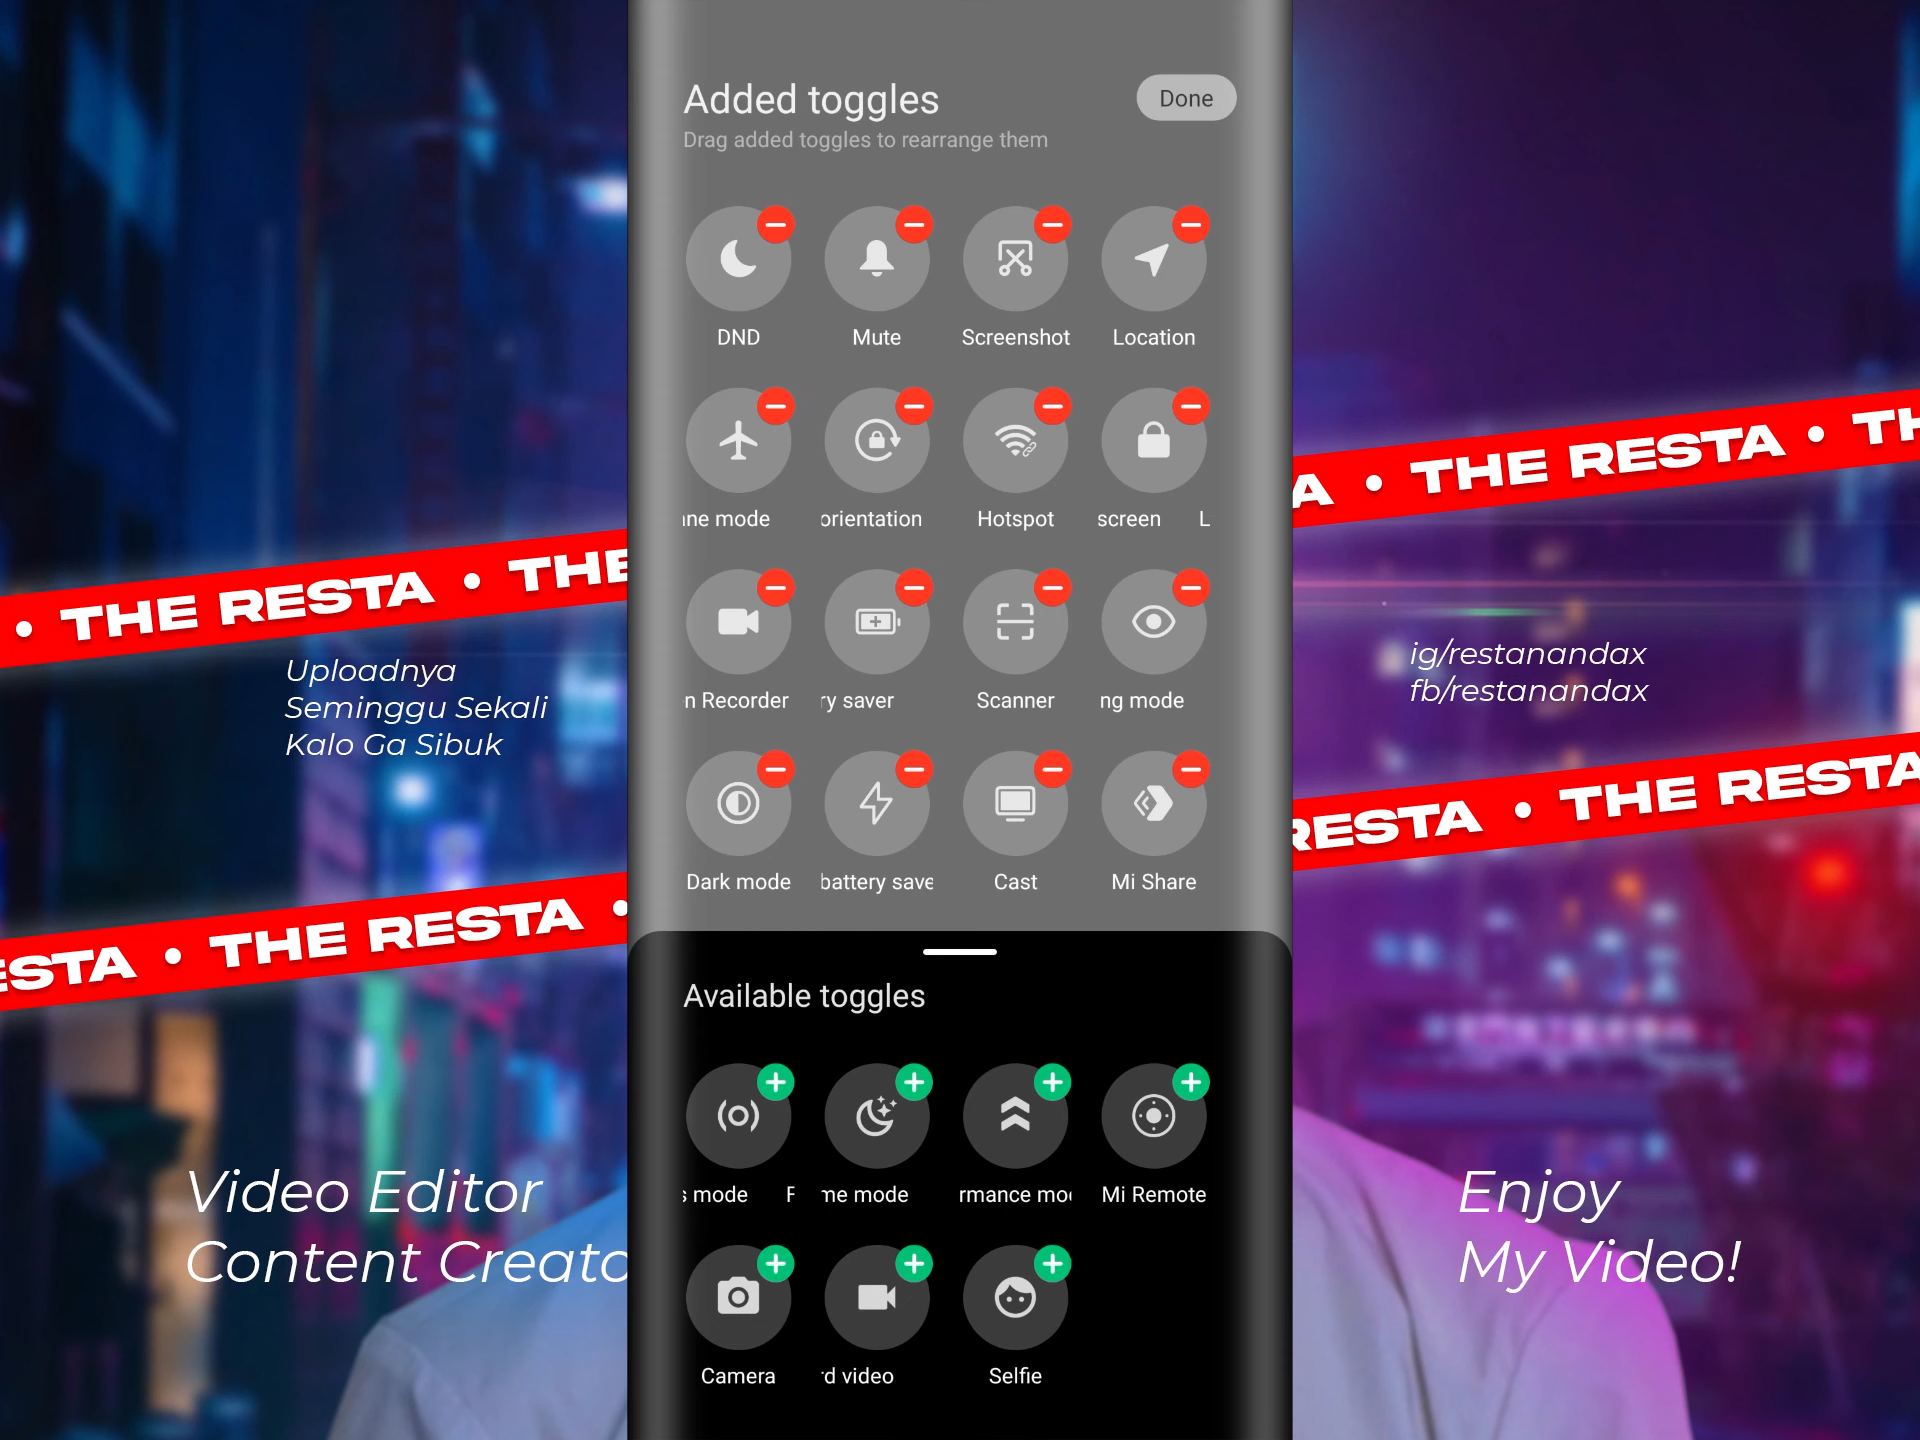 Added toggles
Done
Drag added toggles to rearrange them
DND
Mute
Screenshot
Location
ne mode
orientation
Hotspot
screen L
n Recorder
ry saver
Scanner
ng mode
Dark mode
battery save
Cast
Mi Share
Available toggles
s mode F
me mode
rmance mo
Mi Remote
Camera
rd video
Selfie
• THE RESTA • THE
Uploadnya
Seminggu Sekali
Kalo Ga Sibuk
ESTA • THE RESTA •
Video Editor
Content Creato
A • THE RESTA • TH
ig/restanandax
fb/restanandax
RESTA • THE RESTA
Enjoy
My Video!